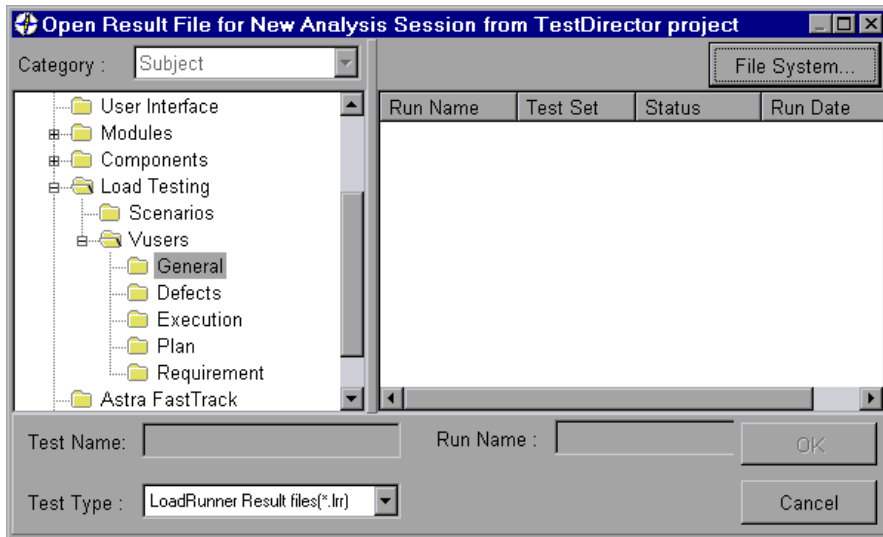 Open Result File for New Analysis Session from TestDirector project
Category : Subject
File System...
User Interface
Modules
Components
Load Testing
Scenarios
Vusers
General
Defects
Execution
Plan
Requirement
Astra FastTrack
Run Name Test Set Status Run Date
Test Name:
Run Name :
OK
Test Type : LoadRunner Result files(*.lrr)
Cancel